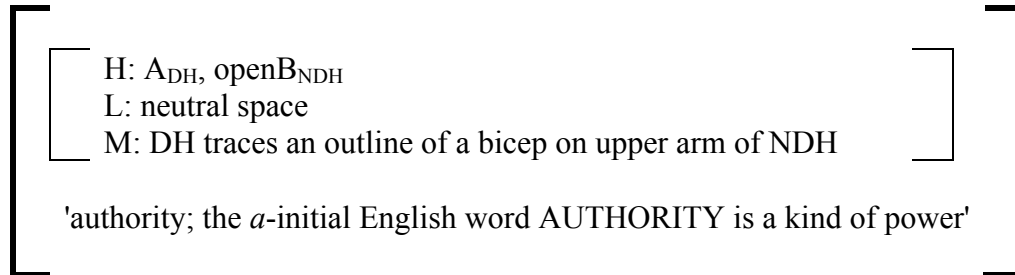 H: A_DH, openB_NDH
L: neutral space
M: DH traces an outline of a bicep on upper arm of NDH
'authority; the a-initial English word AUTHORITY is a kind of power'